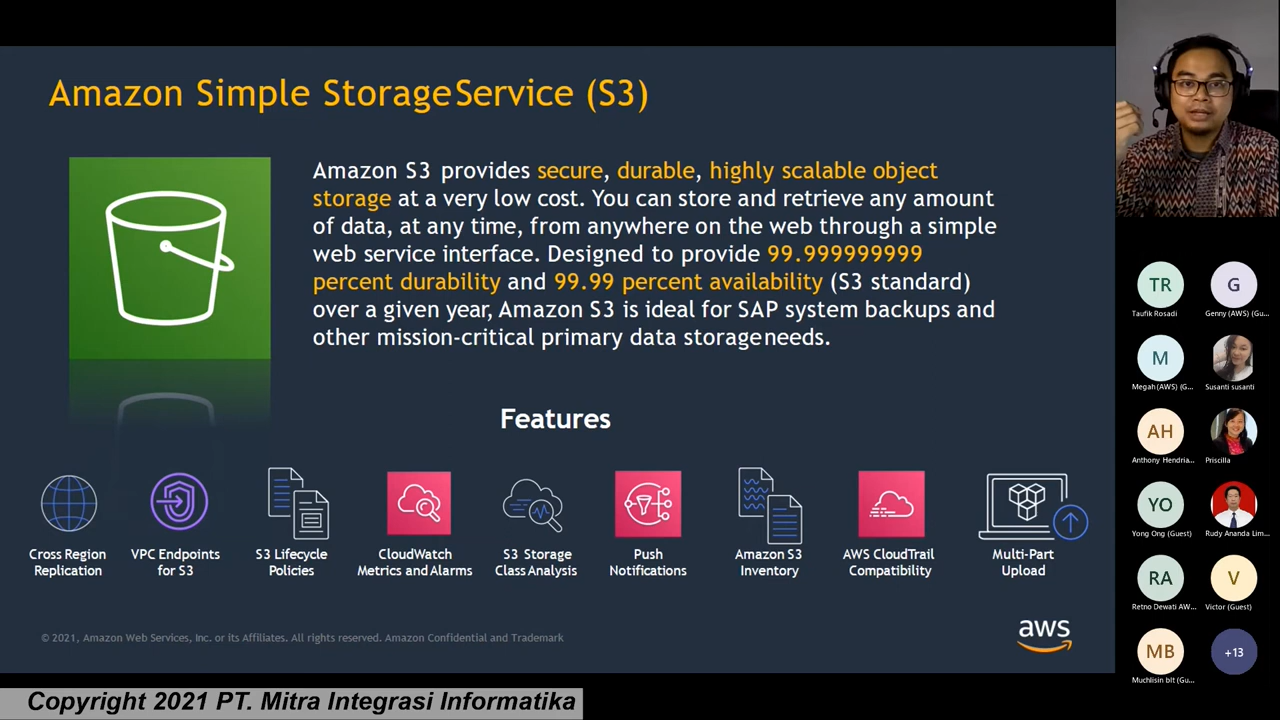 Amazon Simple Storage Service (S3)
Amazon S3 provides secure, durable, highly scalable object
storage at a very low cost. You can store and retrieve any amount
of data, at any time, from anywhere on the web through a simple
web service interface. Designed to provide 99.999999999
percent durability and 99.99 percent availability (S3 standard)
over a given year, Amazon S3 is ideal for SAP system backups and
other mission-critical primary data storage needs.
Features
Cross Region
Replication
VPC Endpoints
for S3
S3 Lifecycle
Policies
CloudWatch
Metrics and Alarms
S3 Storage
Class Analysis
Push
Notifications
Amazon S3
Inventory
AWS CloudTrail
Compatibility
Multi-Part
Upload
© 2021, Amazon Web Services, Inc. or its Affiliates. All rights reserved. Amazon Confidential and Trademark
aws
Copyright 2021 PT. Mitra Integrasi Informatika
TR
Taufik Rosadi
G
Genny (AWS) (Gu...
M
Megah (AWS) (G...
Susanti susanti
AH
Anthony Hendria...
Priscilla
YO
Yong Ong (Guest)
Rudy Ananda Lim...
RA
Retno Dewati AW...
V
Victor (Guest)
MB
Muchlisin blt (Gu...
+13